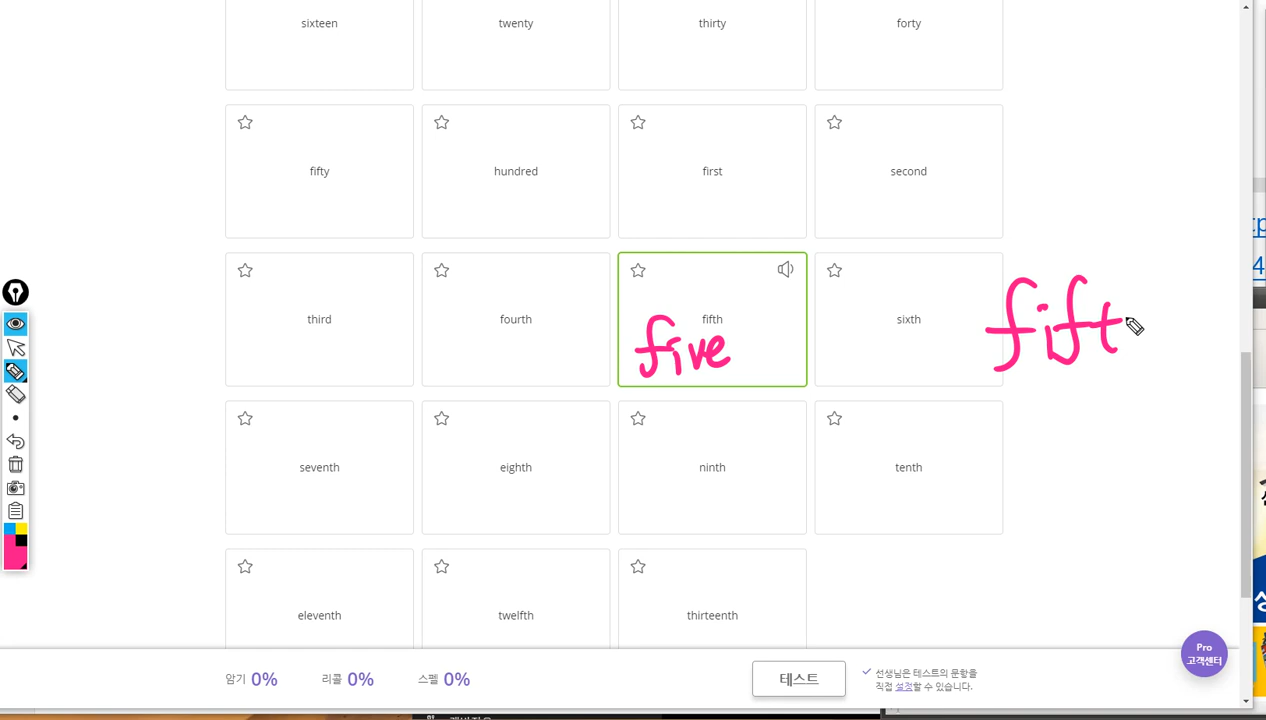 sixteen twenty thirty forty
fifty hundred first second
third fourth fifth sixth
five fift
seventh eighth ninth tenth
eleventh twelfth thirteenth
Pro
고객센터
암기 0% 리콜 0% 스펠 0% 테스트 선생님은 테스트의 문항을
직접 설정할 수 있습니다.